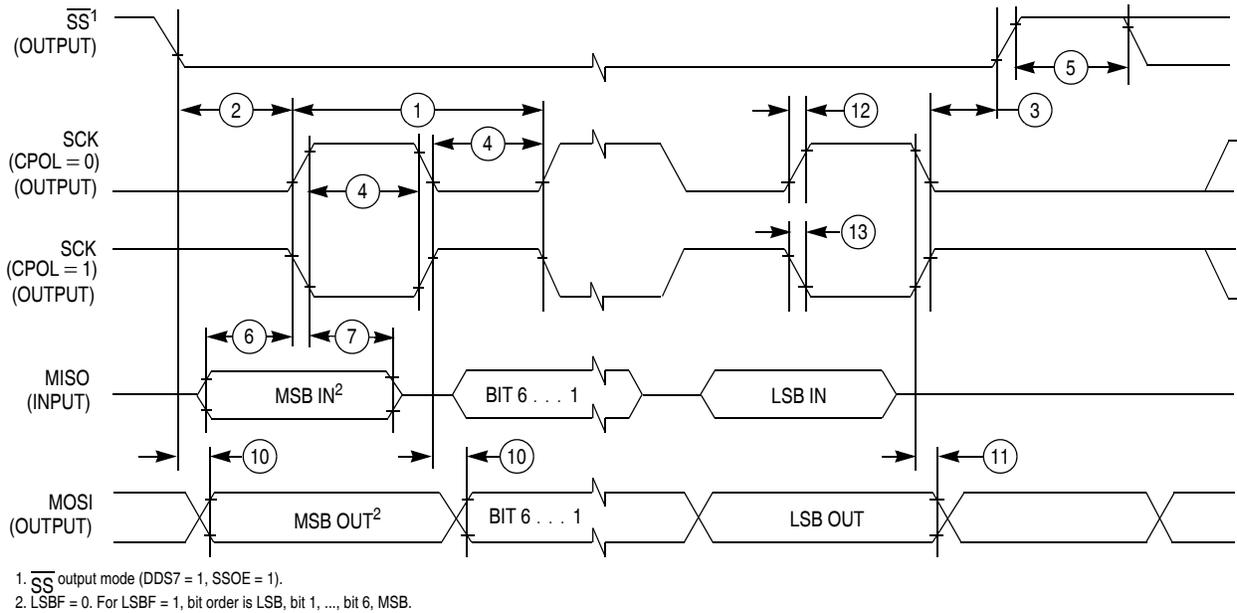 SS¹
(OUTPUT)
5
2
1
12
3
SCK
(CPOL = 0)
(OUTPUT)
4
4
SCK
(CPOL = 1)
(OUTPUT)
13
6
7
MISO
(INPUT)
MSB IN²
BIT 6 . . . 1
LSB IN
10
10
11
MOSI
(OUTPUT)
MSB OUT²
BIT 6 . . . 1
LSB OUT
1. SS output mode (DDS7 = 1, SSOE = 1).
2. LSBF = 0. For LSBF = 1, bit order is LSB, bit 1, ..., bit 6, MSB.